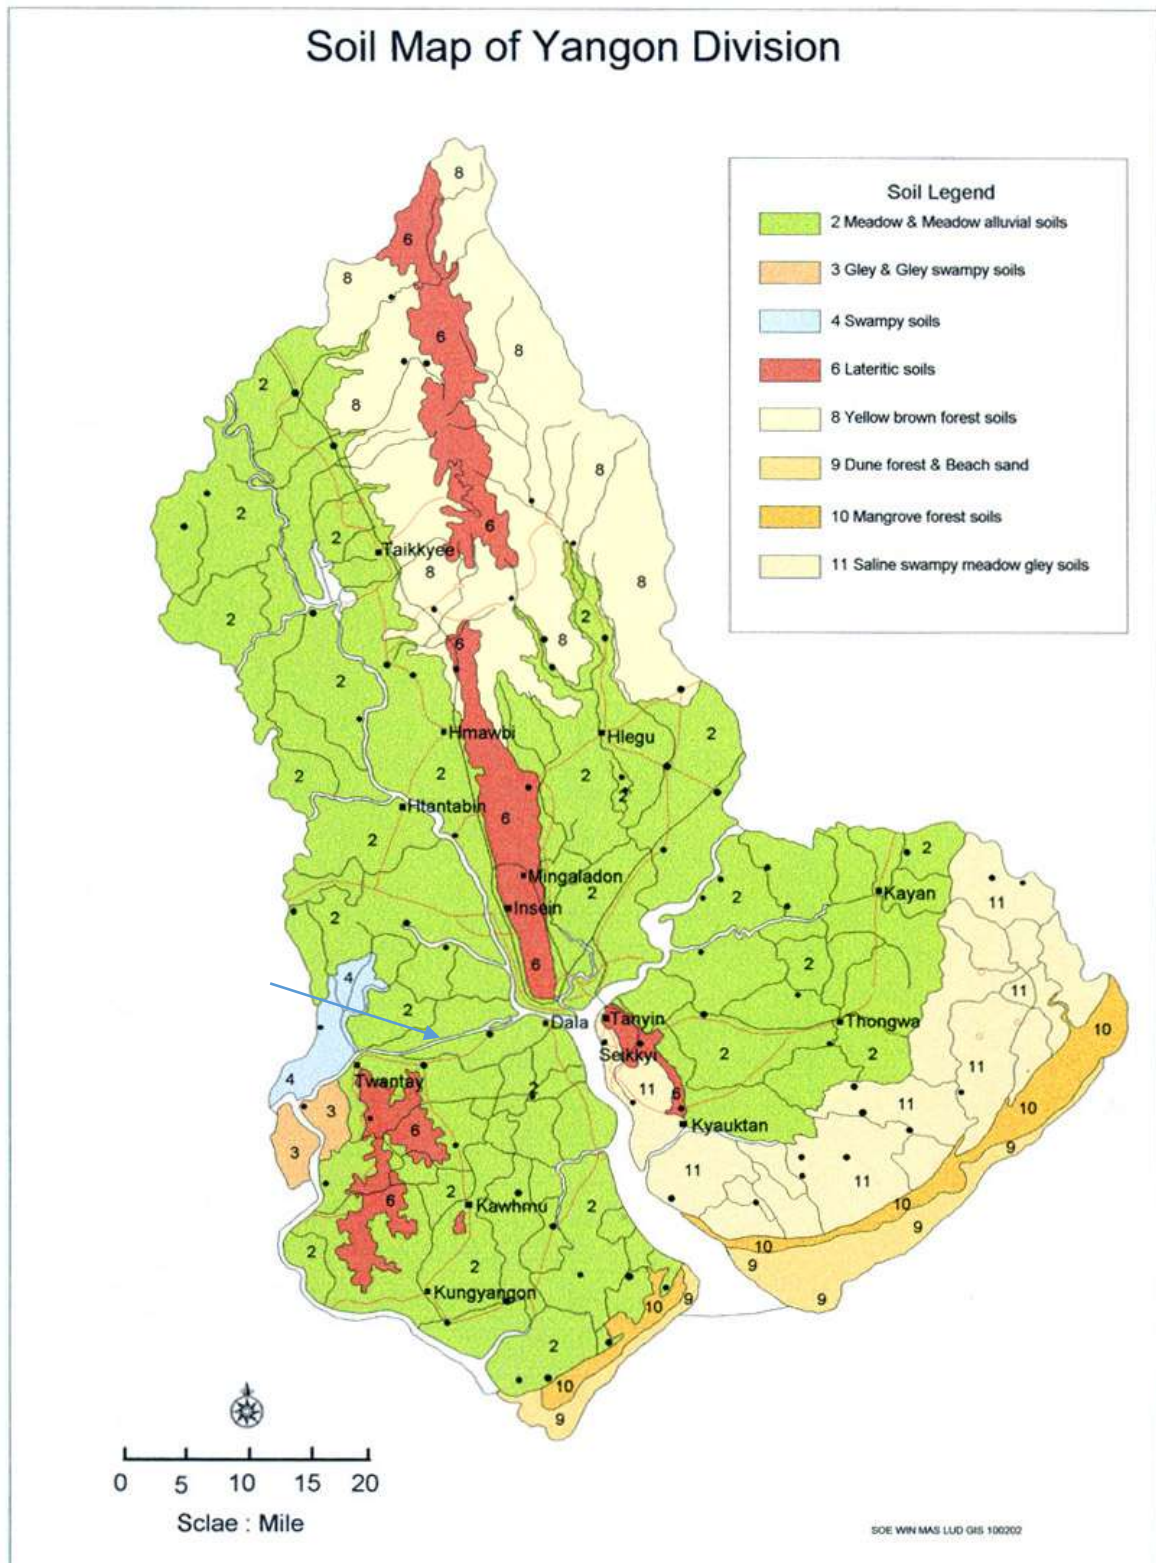 Soil Map of Yangon Division
Soil Legend
2 Meadow & Meadow alluvial soils
3 Gley & Gley swampy soils
4 Swampy soils
6 Lateritic soils
8 Yellow brown forest soils
9 Dune forest & Beach sand
10 Mangrove forest soils
11 Saline swampy meadow gley soils
8
6
8
6
8
2
8
8
2
6
2
Taikkyee
8
8
2
2
6
8
2
Hmawbi
Hlegu
2
2
2
2
2
Htantabin
6
2
2
Mingaladon
2
2
Kayan
11
Insein
2
4
6
2
11
2
Dala
Tanyin
Thongwa
10
Seikkyi
2
2
4
Twantay
2
11
6
11
11
10
3
6
Kyauktan
9
3
11
11
6
2
Kawhmu
2
10
9
2
2
10
9
Kungyangon
10
9
9
2
10
9
0 5 10 15 20
Sclae : Mile
SOE WIN MAS LUD GIS 100202